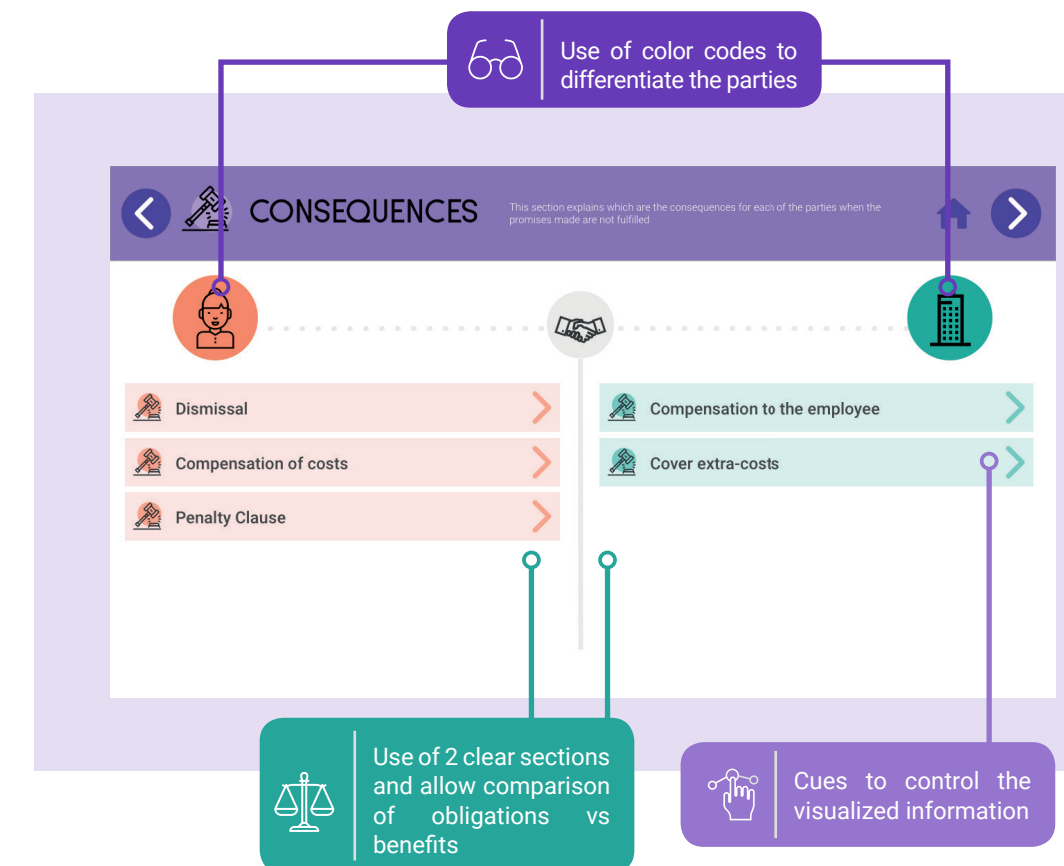 Use of color codes to
differentiate the parties
CONSEQUENCES
This section explains which are the consequences for each of the parties when the
promises made are not fulfilled
Dismissal
Compensation of costs
Penalty Clause
Compensation to the employee
Cover extra-costs
Use of 2 clear sections
and allow comparison
of obligations vs
benefits
Cues to control the
visualized information